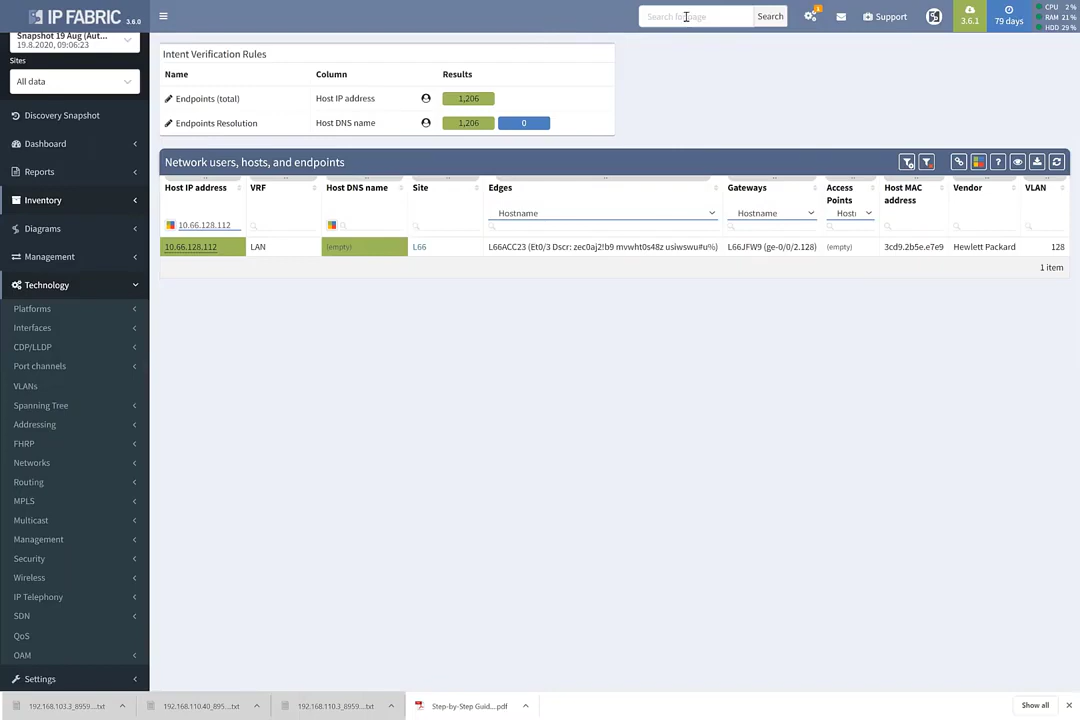 IP FABRIC 3.6.0
Search for page
Search
1
Support
3.6.1
79 days
CPU 2%
RAM 21%
HDD 29%
Snapshot 19 Aug (Aut...
19.8.2020, 09:06:23
Sites
All data
Discovery Snapshot
Dashboard
Reports
Inventory
Diagrams
Management
Technology
Platforms
Interfaces
CDP/LLDP
Port channels
VLANs
Spanning Tree
Addressing
FHRP
Networks
Routing
MPLS
Multicast
Management
Security
Wireless
IP Telephony
SDN
QoS
OAM
Settings
Intent Verification Rules
Name Column Results
Endpoints (total) Host IP address 1,206
Endpoints Resolution Host DNS name 1,206 0
Network users, hosts, and endpoints
?
Host IP address VRF Host DNS name Site Edges Gateways Access Points Host MAC address Vendor VLAN
Hostname Hostname Hostı
10.66.128.112
10.66.128.112 LAN (empty) L66 L66ACC23 (Et0/3 Dscr: zec0aj2!b9 mvwht0s48z usiwswu#u%) L66JFW9 (ge-0/0/2.128) (empty) 3cd9.2b5e.e7e9 Hewlett Packard 128
1 item
192.168.103.3_8959....txt
192.168.110.40_895....txt
192.168.110.3_8959....txt
Step-by-Step Guid....pdf
Show all